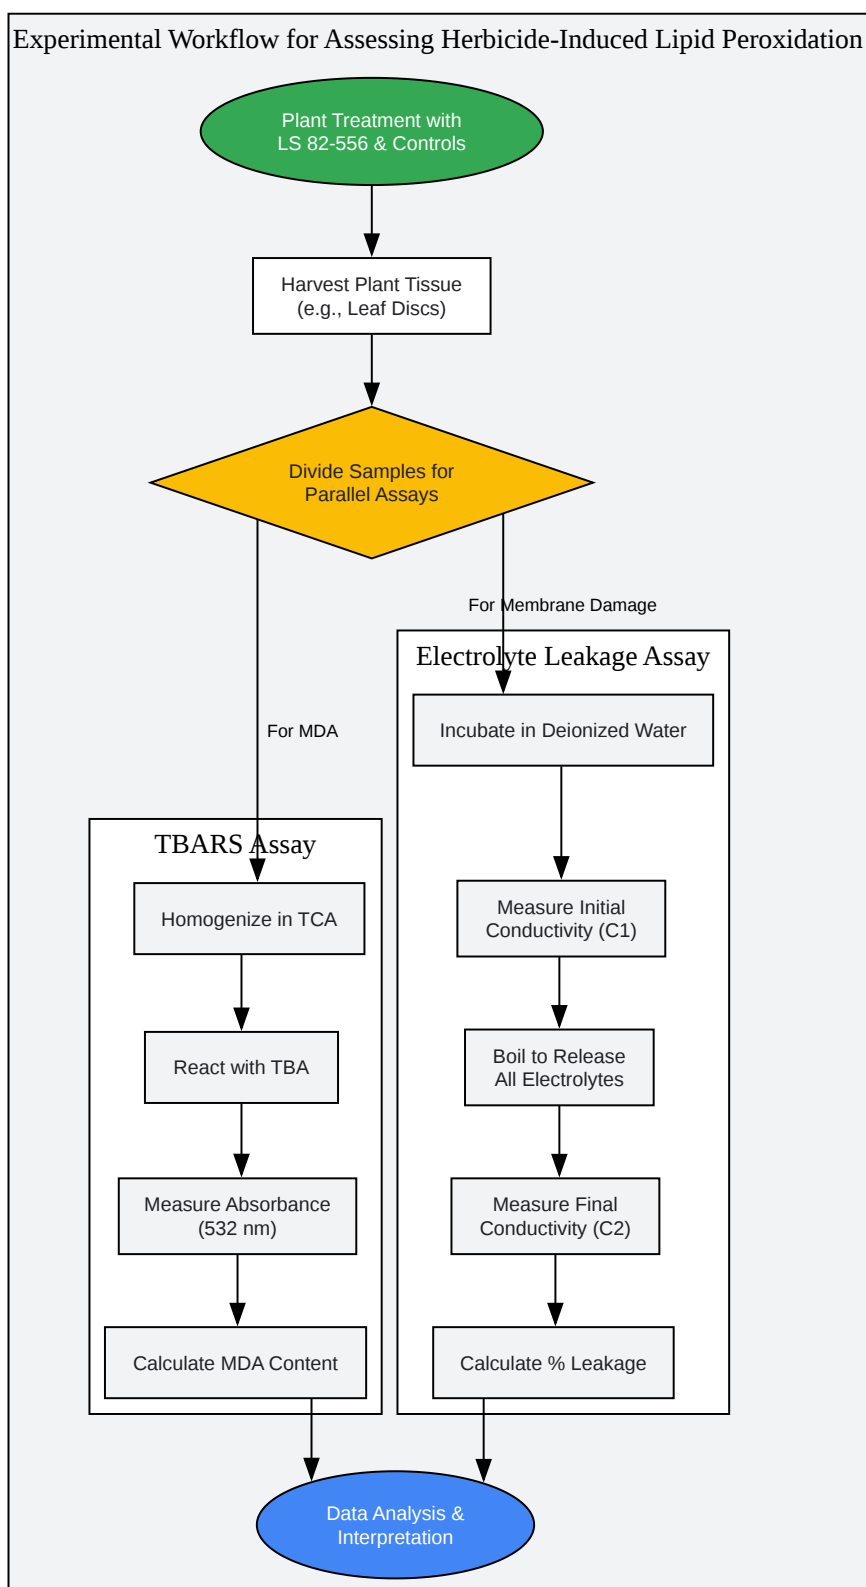 Experimental Workflow for Assessing Herbicide-Induced Lipid Peroxidation
Plant Treatment with
LS 82-556 & Controls
Harvest Plant Tissue
(e.g., Leaf Discs)
Divide Samples for
Parallel Assays
For MDA
TBARS Assay
Homogenize in TCA
React with TBA
Measure Absorbance
(532 nm)
Calculate MDA Content
For Membrane Damage
Electrolyte Leakage Assay
Incubate in Deionized Water
Measure Initial
Conductivity (C1)
Boil to Release
All Electrolytes
Measure Final
Conductivity (C2)
Calculate % Leakage
Data Analysis &
Interpretation